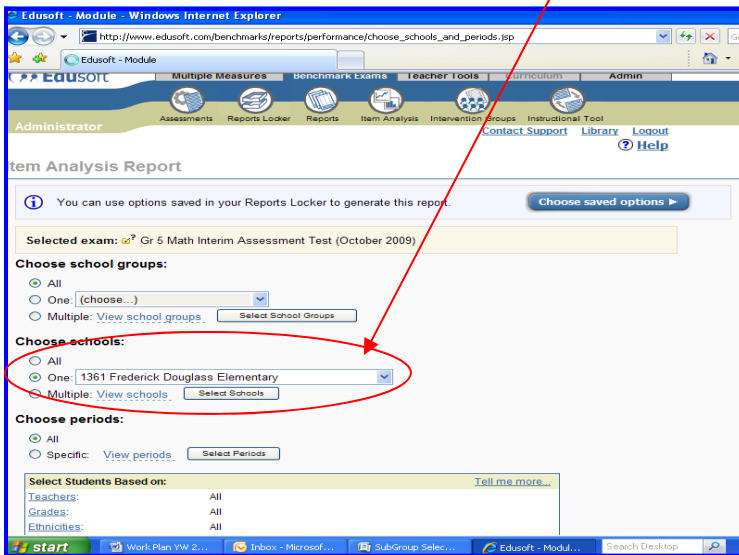 Edusoft - Module - Windows Internet Explorer
http://www.edusoft.com/benchmarks/reports/performance/choose_schools_and_periods.jsp
Edusoft - Module
Edusoft Multiple Measures Benchmark Exams Teacher Tools Curriculum Admin
Administrator Assessments Reports Locker Reports Item Analysis Intervention Groups Instructional Tool
Contact Support Library Logout
? Help
tem Analysis Report
i You can use options saved in your Reports Locker to generate this report. Choose saved options
Selected exam: ? Gr 5 Math Interim Assessment Test (October 2009)
Choose school groups:
All
One: (choose...)
Multiple: View school groups Select School Groups
Choose schools:
All
One: 1361 Frederick Douglass Elementary
Multiple: View schools Select Schools
Choose periods:
All
Specific: View periods Select Periods
Select Students Based on: Tell me more...
Teachers: All
Grades: All
Ethnicities: All
start Work Plan YW 2... Inbox - Microsof... SubGroup Selec... Edusoft - Modul... Search Desktop